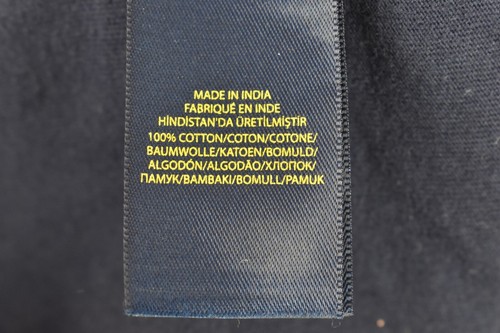 MADE IN INDIA
FABRIQUÉ EN INDE
HİNDİSTAN'DA ÜRETİLMİŞTİR
100% COTTON/COTON/COTONE/
BAUMWOLLE/KATOEN/BOMULD/
ALGODÓN/ALGODÃO/ХЛОПОК/
ПАМУК/BAMBAKI/BOMULL/PAMUK